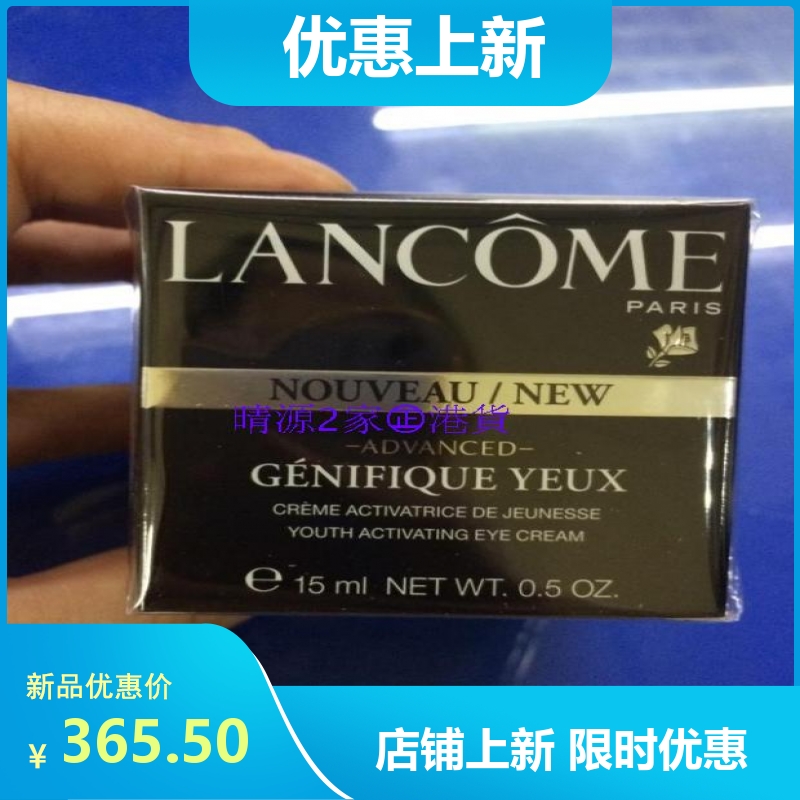 优惠上新
LANCÔME
PARIS
NOUVEAU / NEW
晴源2家㊣港貨
-ADVANCED-
GÉNIFIQUE YEUX
CRÈME ACTIVATRICE DE JEUNESSE
YOUTH ACTIVATING EYE CREAM
℮ 15 ml NET WT. 0.5 OZ.
新品优惠价
¥ 365.50
店铺上新 限时优惠